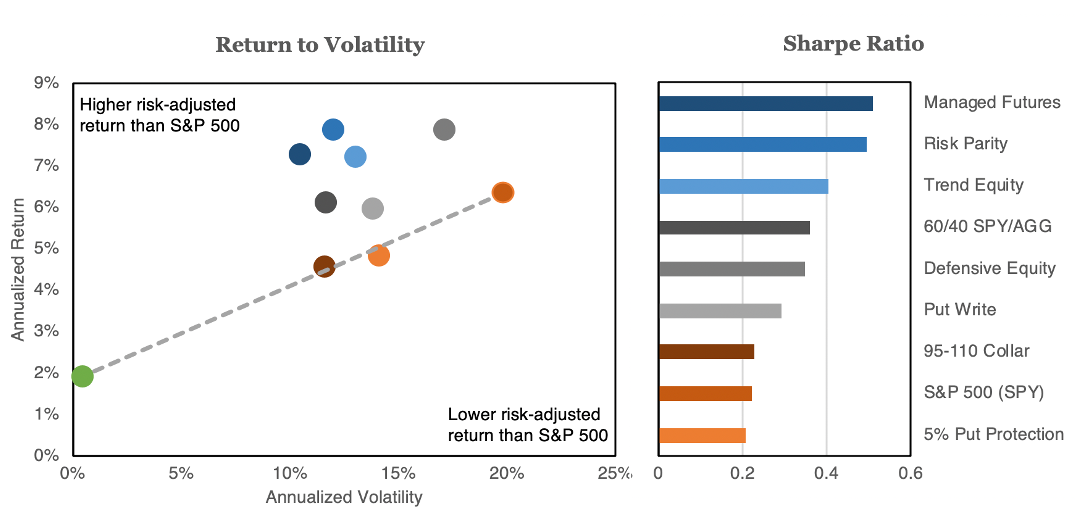 Return to Volatility
9%
8%
7%
6%
5%
4%
3%
2%
1%
0%
Annualized Return
Higher risk-adjusted
return than S&P 500
Lower risk-adjusted
return than S&P 500
0%
5%
10%
15%
20%
25%
Annualized Volatility
Sharpe Ratio
Managed Futures
Risk Parity
Trend Equity
60/40 SPY/AGG
Defensive Equity
Put Write
95-110 Collar
S&P 500 (SPY)
5% Put Protection
0
0.2
0.4
0.6